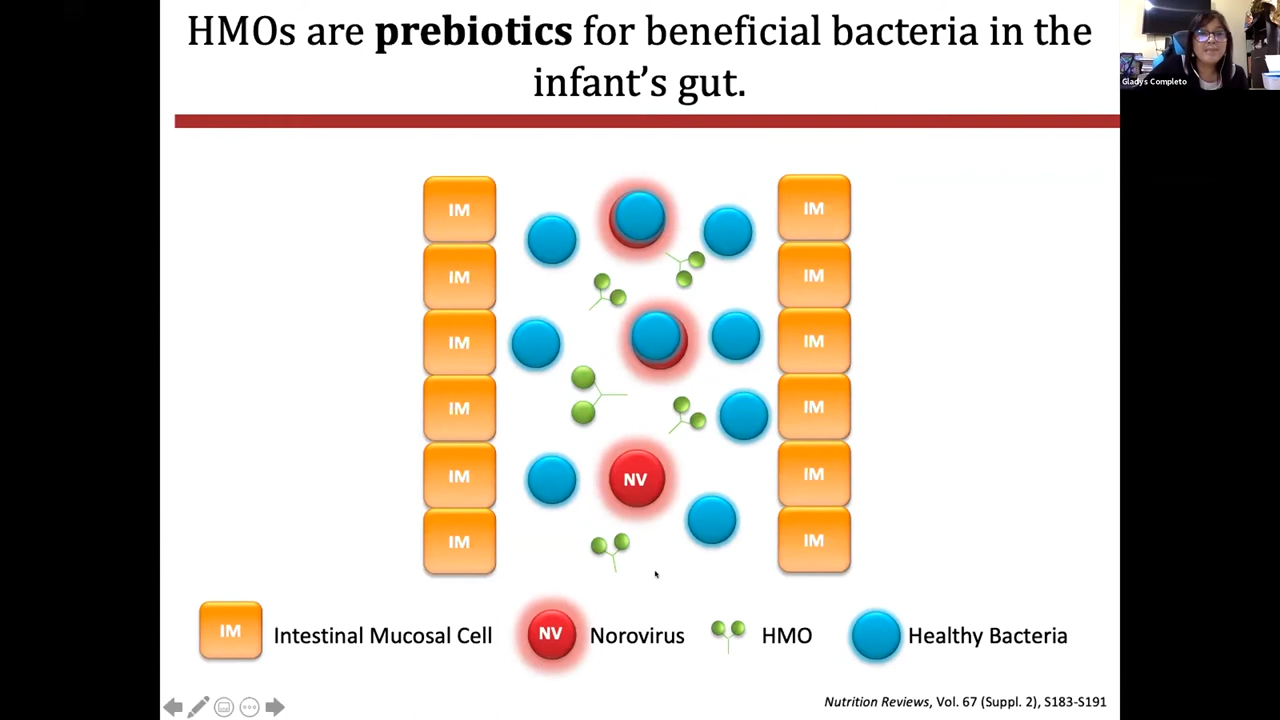 HMOs are prebiotics for beneficial bacteria in the
infant’s gut.
Gladys Completo
IM IM
IM IM
IM IM
IM IM
IM NV IM
IM IM
IM Intestinal Mucosal Cell NV Norovirus HMO Healthy Bacteria
Nutrition Reviews, Vol. 67 (Suppl. 2), S183-S191